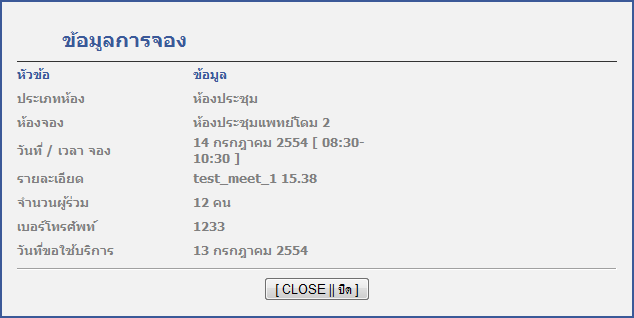 ข้อมูลการจอง
หัวข้อ ข้อมูล
ประเภทห้อง ห้องประชุม
ห้องจอง ห้องประชุมแพทย์โดม 2
วันที่ / เวลา จอง 14 กรกฎาคม 2554 [ 08:30-
10:30 ]
รายละเอียด test_meet_1 15.38
จำนวนผู้ร่วม 12 คน
เบอร์โทรศัพท์ 1233
วันที่ขอใช้บริการ 13 กรกฎาคม 2554
[ CLOSE || ปิด ]